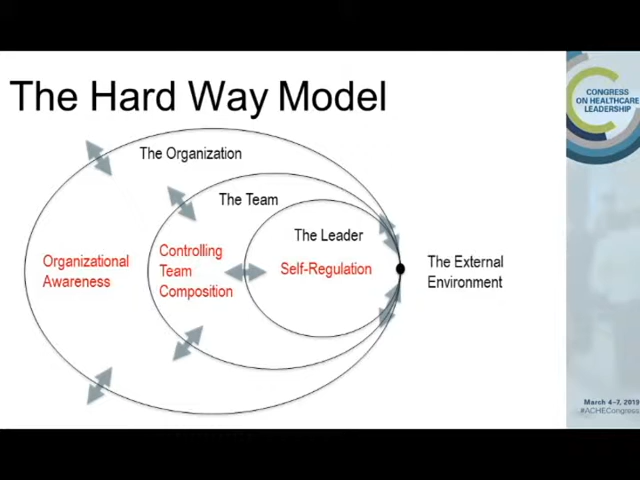 The Hard Way Model
CONGRESS
ON HEALTHCARE
LEADERSHIP
The Organization
The Team
The Leader
Organizational
Awareness
Controlling
Team
Composition
Self-Regulation
The External
Environment
March 4–7, 2019
#ACHECongress